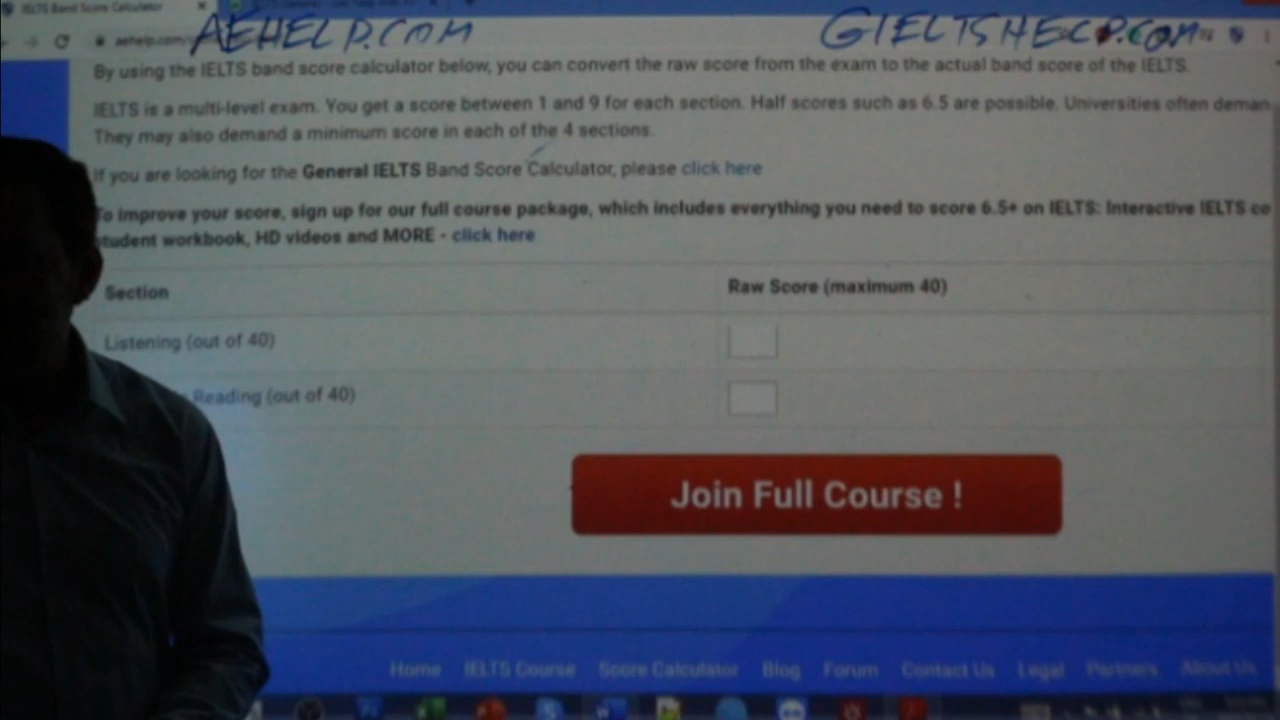 IELTS Band Score Calculator
AEHELP.COM
GIELTSHELP.COM
aehelp.com/
By using the IELTS band score calculator below, you can convert the raw score from the exam to the actual band score of the IELTS.
IELTS is a multi-level exam. You get a score between 1 and 9 for each section. Half scores such as 6.5 are possible. Universities often deman
They may also demand a minimum score in each of the 4 sections.
If you are looking for the General IELTS Band Score Calculator, please click here
To improve your score, sign up for our full course package, which includes everything you need to score 6.5+ on IELTS: Interactive IELTS co
student workbook, HD videos and MORE - click here
Section Raw Score (maximum 40)
Listening (out of 40)
Reading (out of 40)
Join Full Course !
Home IELTS Course Score Calculator Blog Forum Contact Us Legal Partners About Us